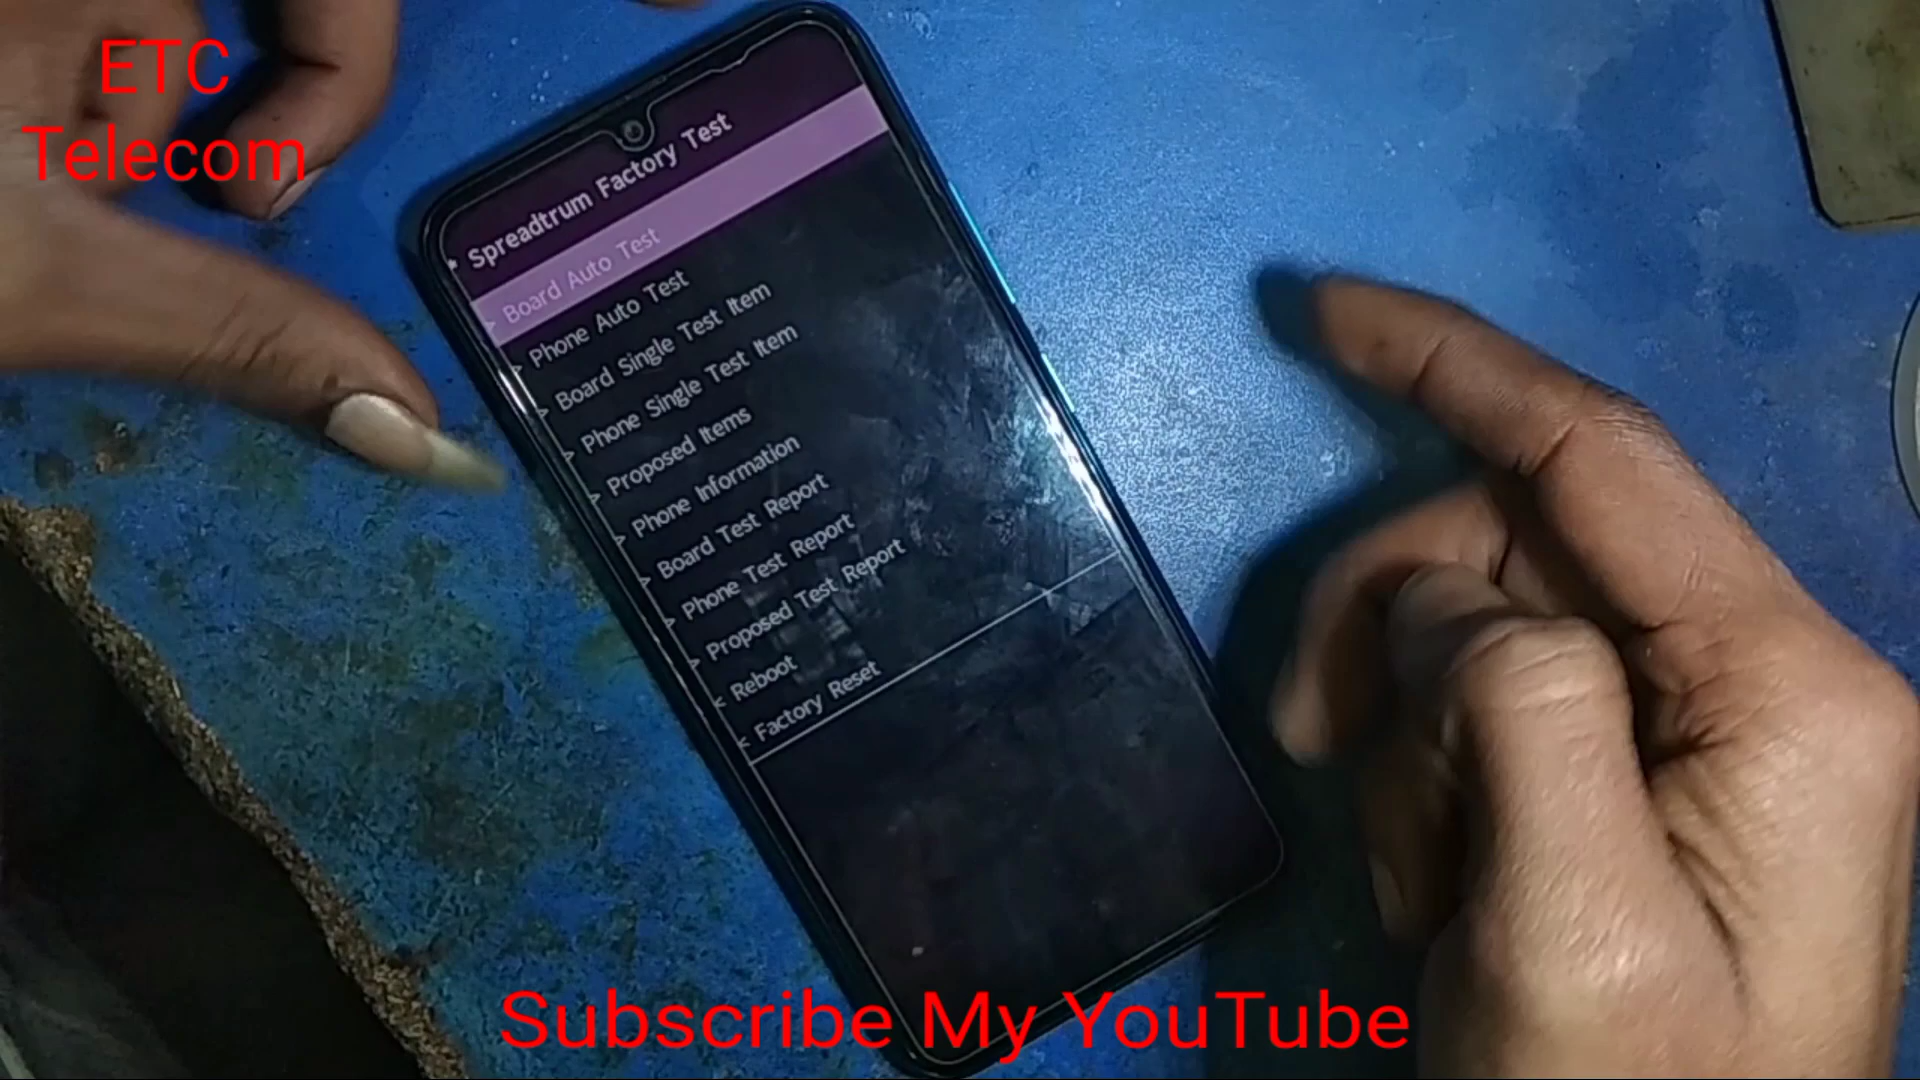 ETC
Telecom
Spreadtrum Factory Test
> Board Auto Test
> Phone Auto Test
> Board Single Test Item
> Phone Single Test Item
> Proposed Items
> Phone Information
> Board Test Report
> Phone Test Report
> Proposed Test Report
< Reboot
< Factory Reset
Subscribe My YouTube